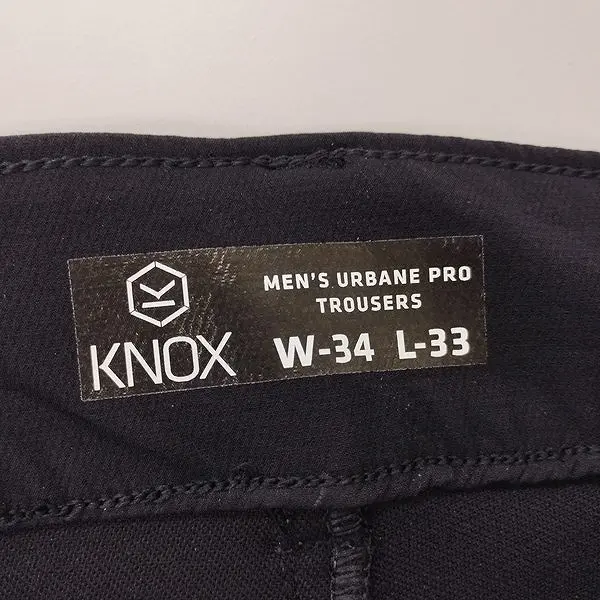 MEN'S URBANE PRO
TROUSERS
KNOX
W-34 L-33